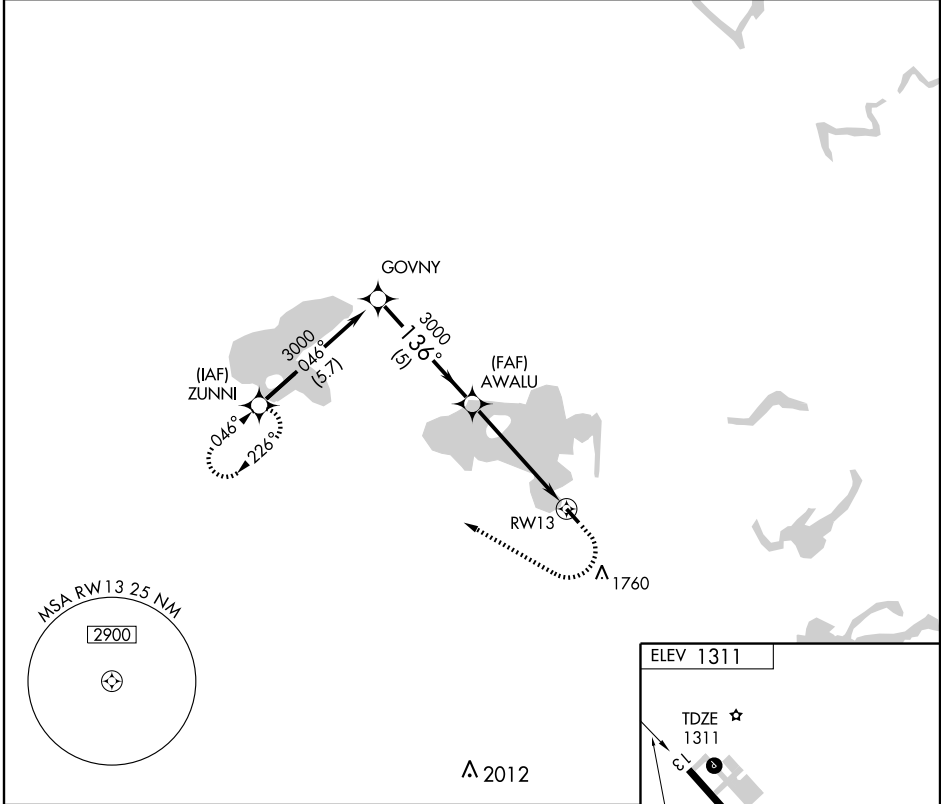 GOVNY
3000
136°
(5)
3000
046°
(5.7)
(FAF)
AWALU
(IAF)
ZUNNI
046°
226°
RW13
1760
MSA RW13 25 NM
2900
ELEV 1311
TDZE
1311
13
P
2012